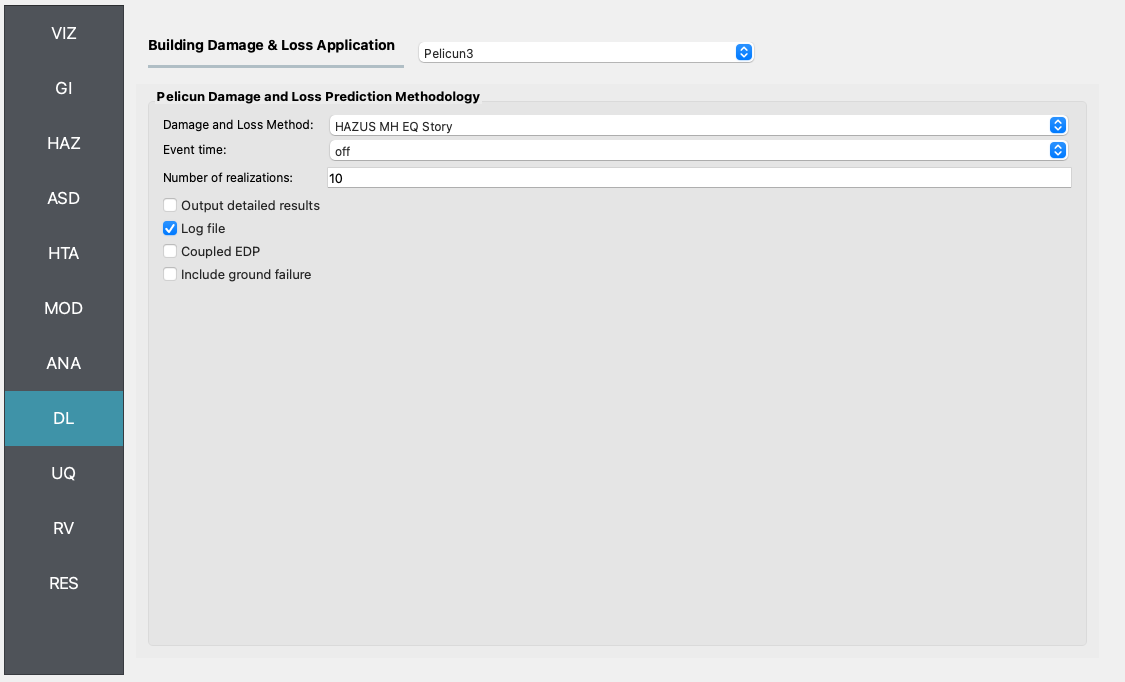 VIZ
GI
HAZ
ASD
HTA
MOD
ANA
DL
UQ
RV
RES
Building Damage & Loss Application Pelicun3
Pelicun Damage and Loss Prediction Methodology
Damage and Loss Method: HAZUS MH EQ Story
Event time: off
Number of realizations: 10
Output detailed results
Log file
Coupled EDP
Include ground failure